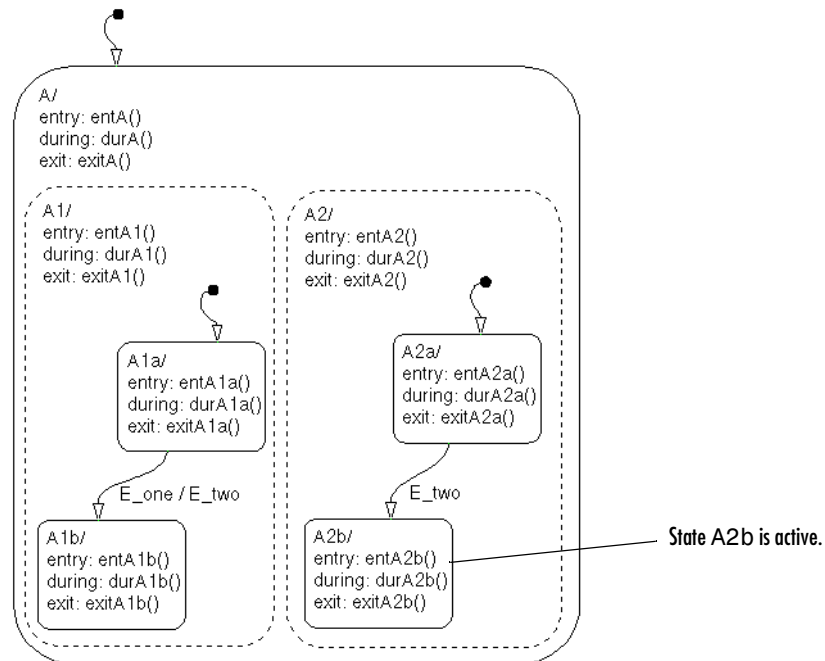 A/
entry: entA()
during: durA()
exit: exitA()
A1/
entry: entA1()
during: durA1()
exit: exitA1()
A2/
entry: entA2()
during: durA2()
exit: exitA2()
A1a/
entry: entA1a()
during: durA1a()
exit: exitA1a()
A2a/
entry: entA2a()
during: durA2a()
exit: exitA2a()
E_one / E_two
E_two
A1b/
entry: entA1b()
during: durA1b()
exit: exitA1b()
A2b/
entry: entA2b()
during: durA2b()
exit: exitA2b()
State A2b is active.